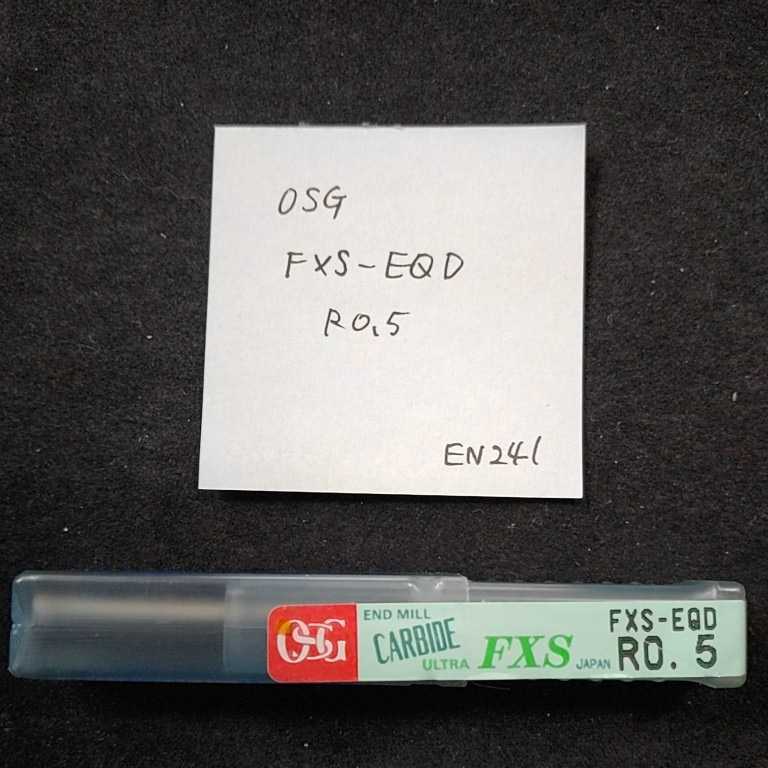 OSG
FXS-EQD
R0.5
EN241
OSG
END MILL
CARBIDE
ULTRA
FXS
JAPAN
FXS-EQD
R0.5